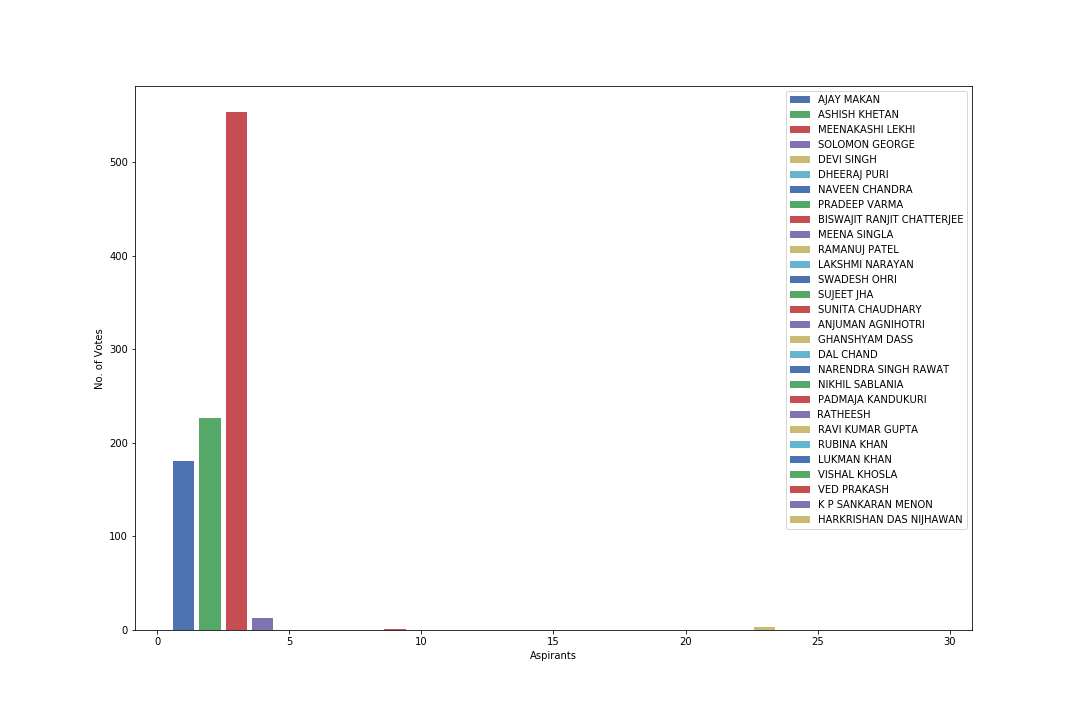 AJAY MAKAN
ASHISH KHETAN
MEENAKASHI LEKHI
SOLOMON GEORGE
DEVI SINGH
DHEERAJ PURI
NAVEEN CHANDRA
PRADEEP VARMA
BISWAJIT RANJIT CHATTERJEE
MEENA SINGLA
RAMANUJ PATEL
LAKSHMI NARAYAN
SWADESH OHRI
SUJEET JHA
SUNITA CHAUDHARY
ANJUMAN AGNIHOTRI
GHANSHYAM DASS
DAL CHAND
NARENDRA SINGH RAWAT
NIKHIL SABLANIA
PADMAJA KANDUKURI
RATHEESH
RAVI KUMAR GUPTA
RUBINA KHAN
LUKMAN KHAN
VISHAL KHOSLA
VED PRAKASH
K P SANKARAN MENON
HARKRISHAN DAS NIJHAWAN
No. of Votes
500
400
300
200
100
0
0 5 10 15 20 25 30
Aspirants